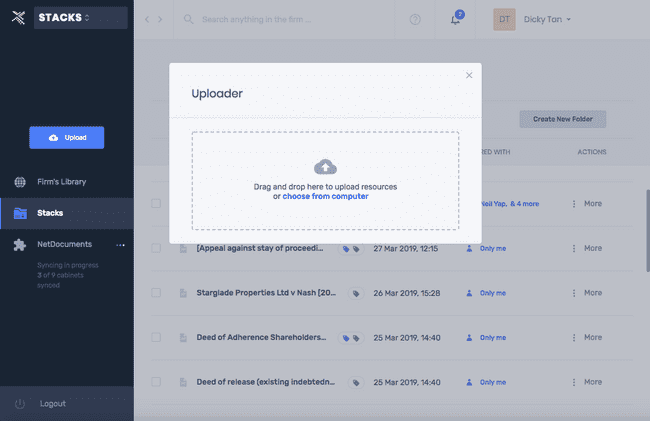 STACKS
Search anything in the firm ...
2
DT
Dicky Tan
Upload
Firm's Library
Stacks
NetDocuments
Syncing in progress
3 of 9 cabinets
synced
Logout
Uploader
Drag and drop here to upload resources
or choose from computer
Create New Folder
RED WITH
ACTIONS
Neil Yap, & 4 more
More
[Appeal against stay of proceedi...
27 Mar 2019, 12:15
Only me
More
Stargiade Properties Ltd v Nash [20...
26 Mar 2019, 15:28
Only me
More
Deed of Adherence Shareholders...
25 Mar 2019, 14:40
Only me
More
Deed of release (existing indebtedn...
25 Mar 2019, 14:40
Only me
More